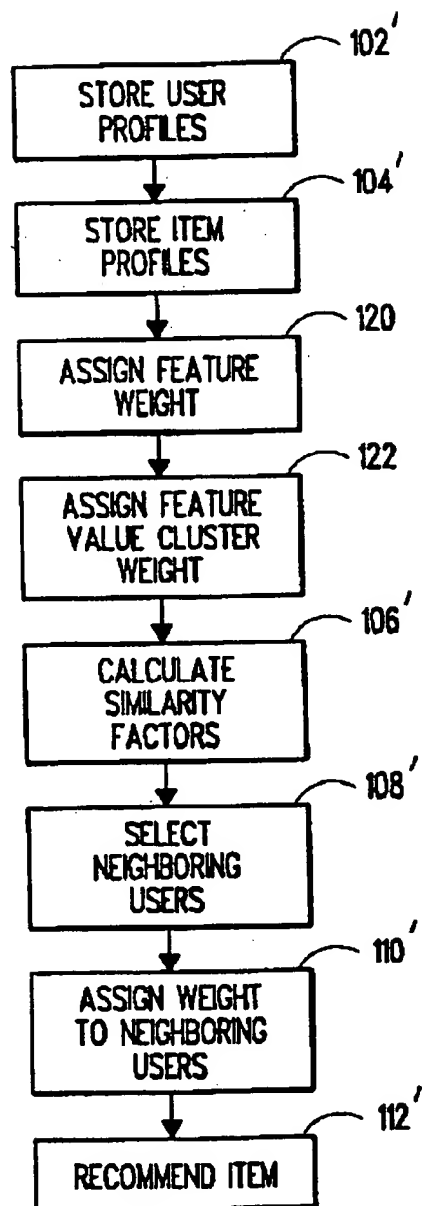 102'
STORE USER
PROFILES
104'
STORE ITEM
PROFILES
120
ASSIGN FEATURE
WEIGHT
122
ASSIGN FEATURE
VALUE CLUSTER
WEIGHT
106'
CALCULATE
SIMILARITY
FACTORS
108'
SELECT
NEIGHBORING
USERS
110'
ASSIGN WEIGHT
TO NEIGHBORING
USERS
112'
RECOMMEND ITEM